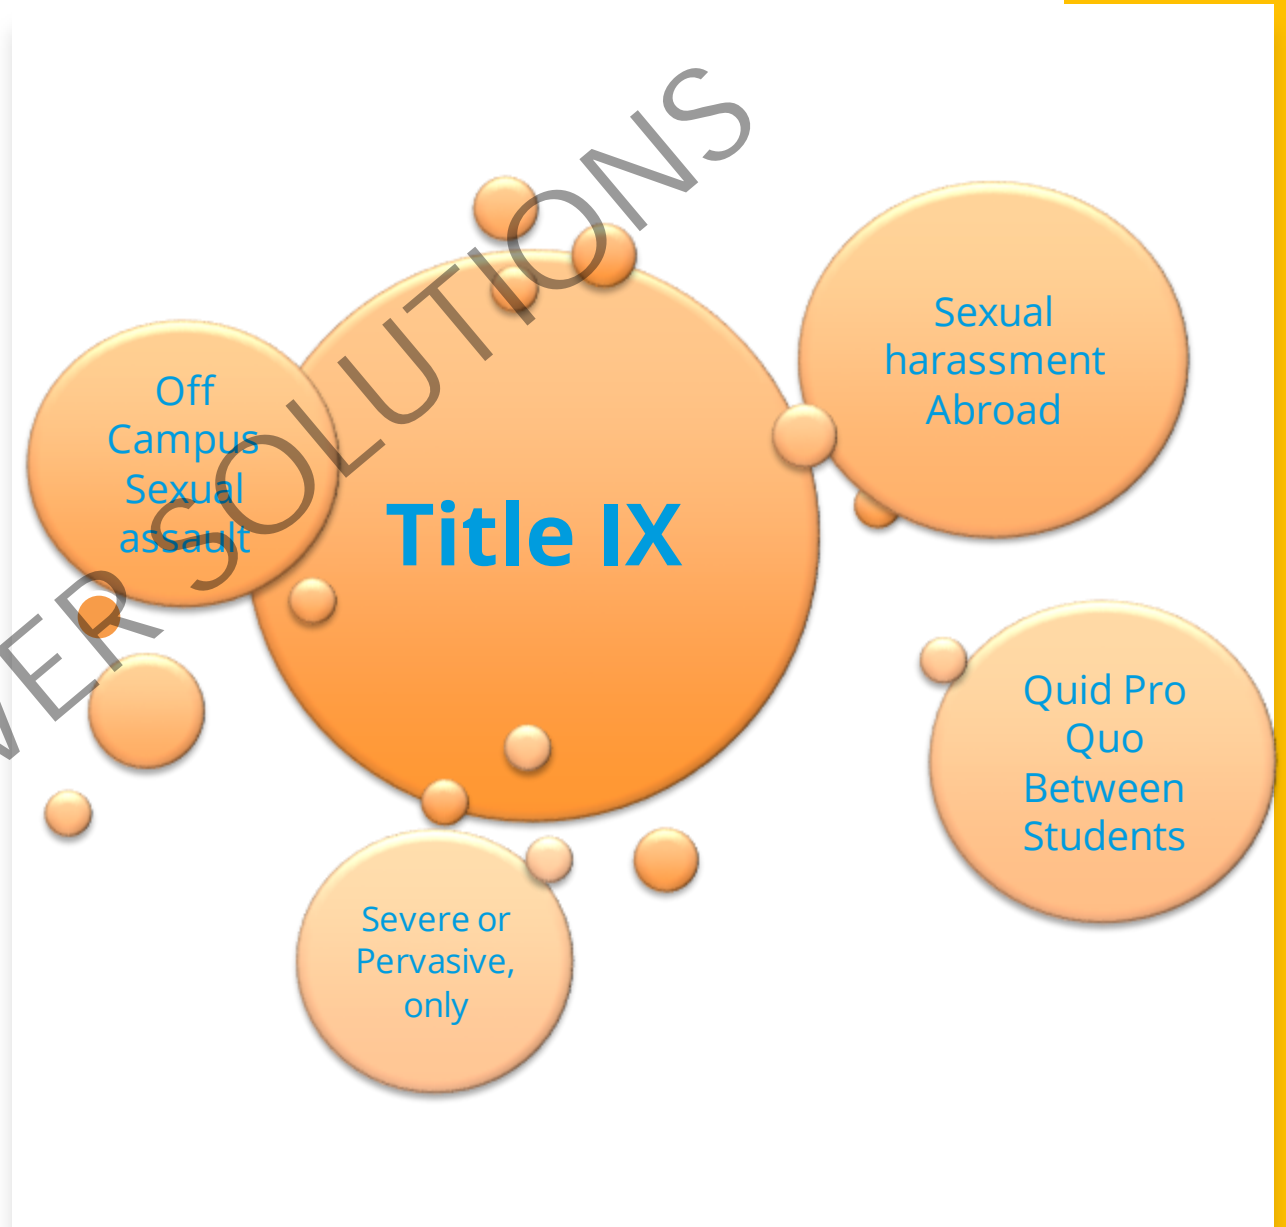 Title IX
Off
Campus
Sexual
assault
Sexual
harassment
Abroad
Quid Pro
Quo
Between
Students
Severe or
Pervasive,
only
SOLUTIONS